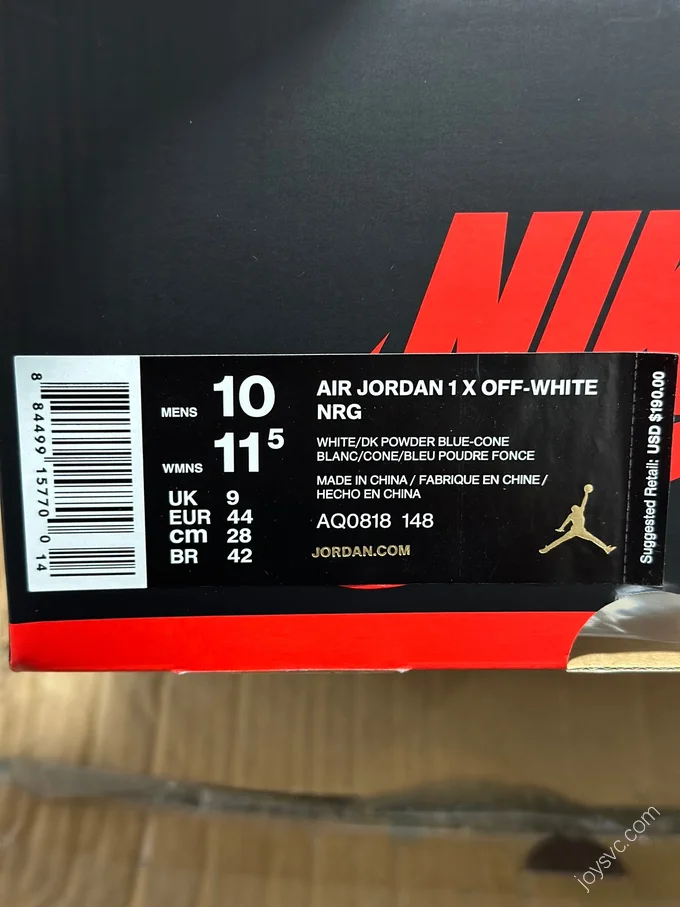 NIK
8 84499 15770 0 14
MENS 10
WMNS 11 5
UK 9
EUR 44
cm 28
BR 42
AIR JORDAN 1 X OFF-WHITE
NRG
WHITE/DK POWDER BLUE-CONE
BLANC/CONE/BLEU POUDRE FONCE
MADE IN CHINA / FABRIQUE EN CHINE /
HECHO EN CHINA
AQ0818 148
JORDAN.COM
Suggested Retail: USD $190.00
joysvc.com